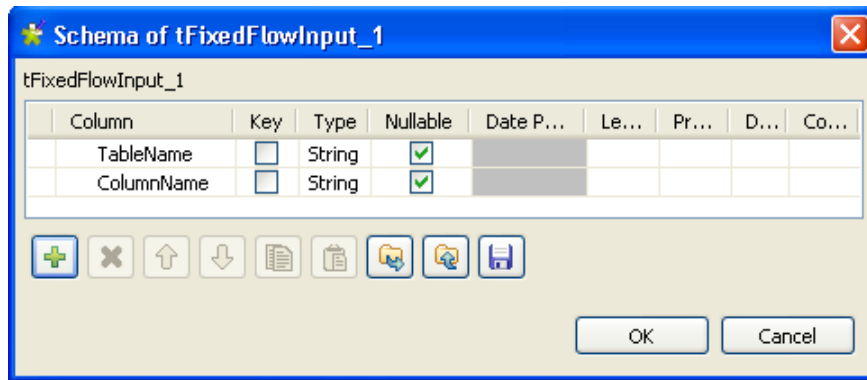 Schema of tFixedFlowInput_1
tFixedFlowInput_1
Column Key Type Nullable Date P... Le... Pr... D... Co...
TableName String
ColumnName String
OK Cancel